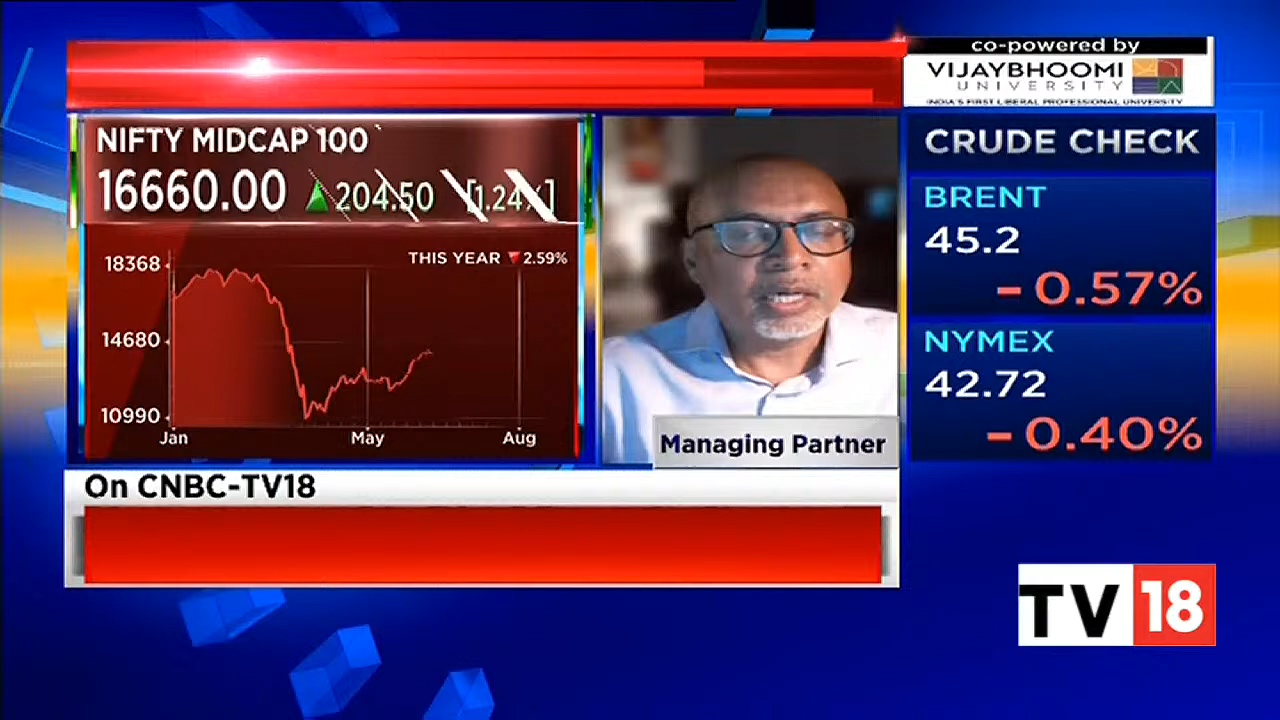 co-powered by
VIJAYBHOOMI
UNIVERSITY
INDIA'S FIRST LIBERAL PROFESSIONAL UNIVERSITY
NIFTY MIDCAP 100
16660.00 ▲ 204.50 [1.24%]
THIS YEAR ▼ 2.59%
18368
14680
10990
Jan May Aug
Managing Partner
CRUDE CHECK
BRENT
45.2
- 0.57%
NYMEX
42.72
- 0.40%
On CNBC-TV18
TV 18